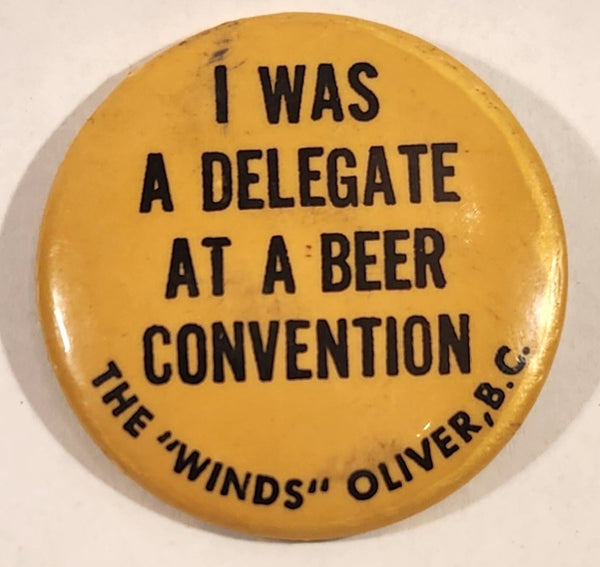 I WAS
A DELEGATE
AT A BEER
CONVENTION
THE "WINDS" OLIVER, B.C.